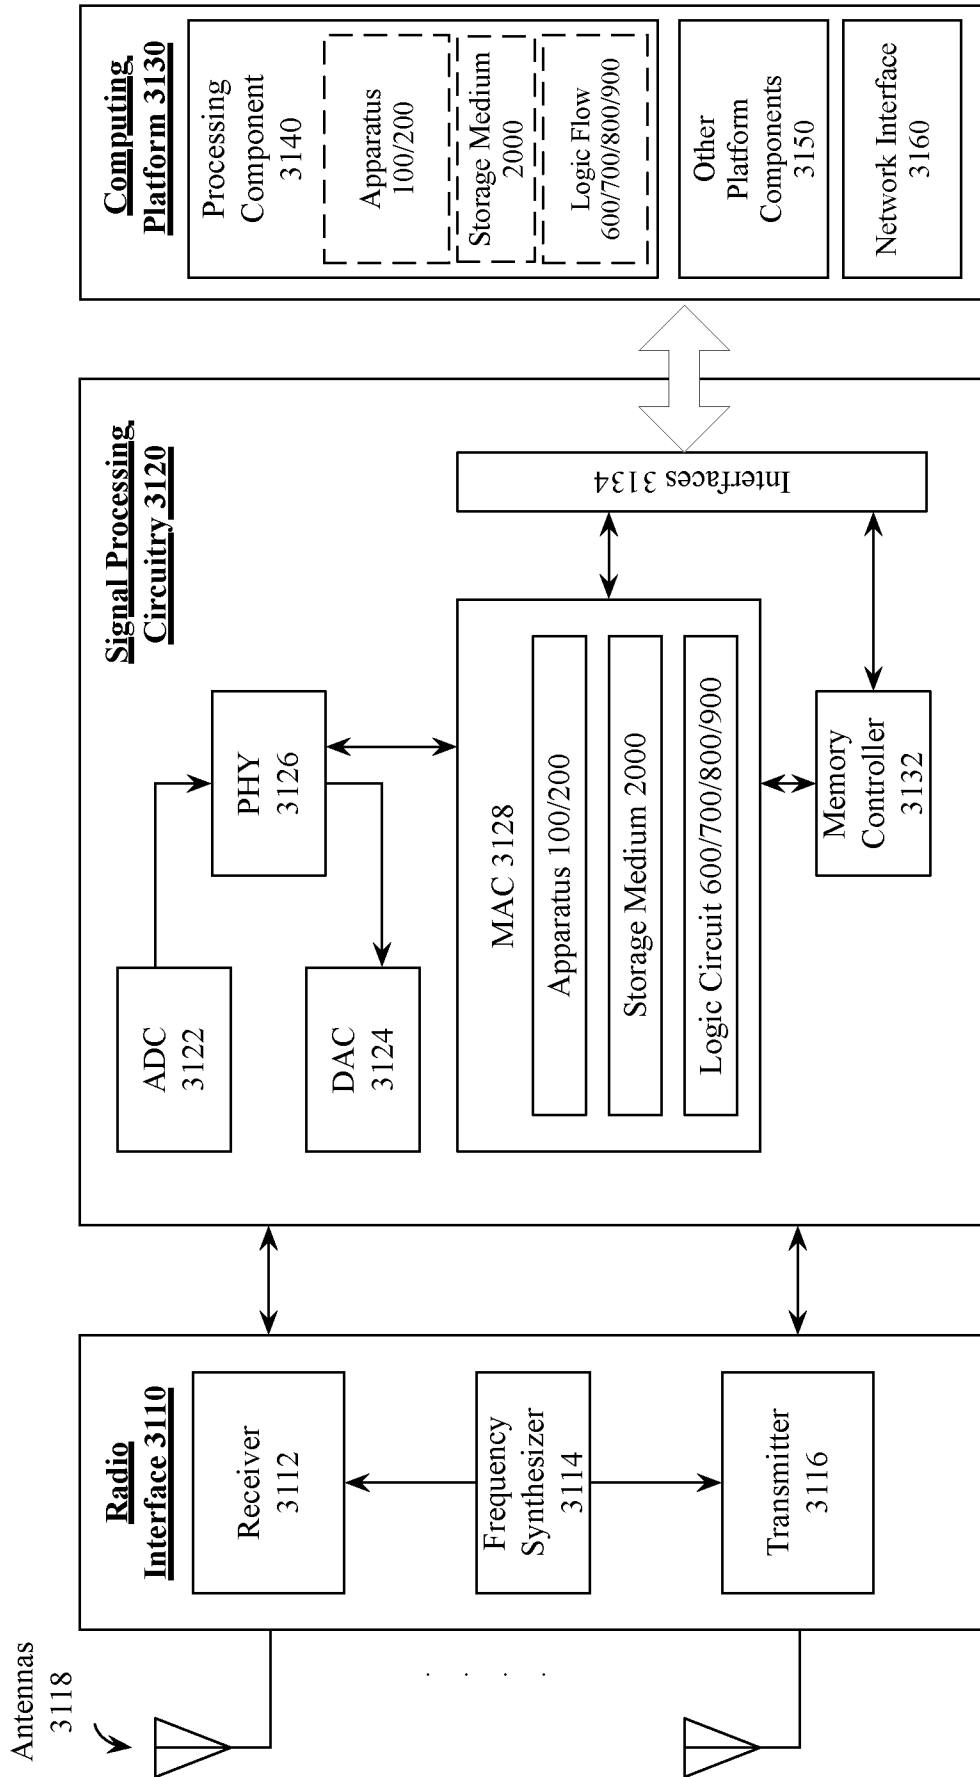 Antennas
3118
Radio
Interface 3110
Receiver
3112
Frequency
Synthesizer
3114
Transmitter
3116
Signal Processing
Circuitry 3120
ADC
3122
DAC
3124
PHY
3126
MAC 3128
Apparatus 100/200
Storage Medium 2000
Logic Circuit 600/700/800/900
Memory
Controller
3132
Interfaces 3134
Computing
Platform 3130
Processing
Component
3140
Apparatus
100/200
Storage Medium
2000
Logic Flow
600/700/800/900
Other
Platform
Components
3150
Network Interface
3160